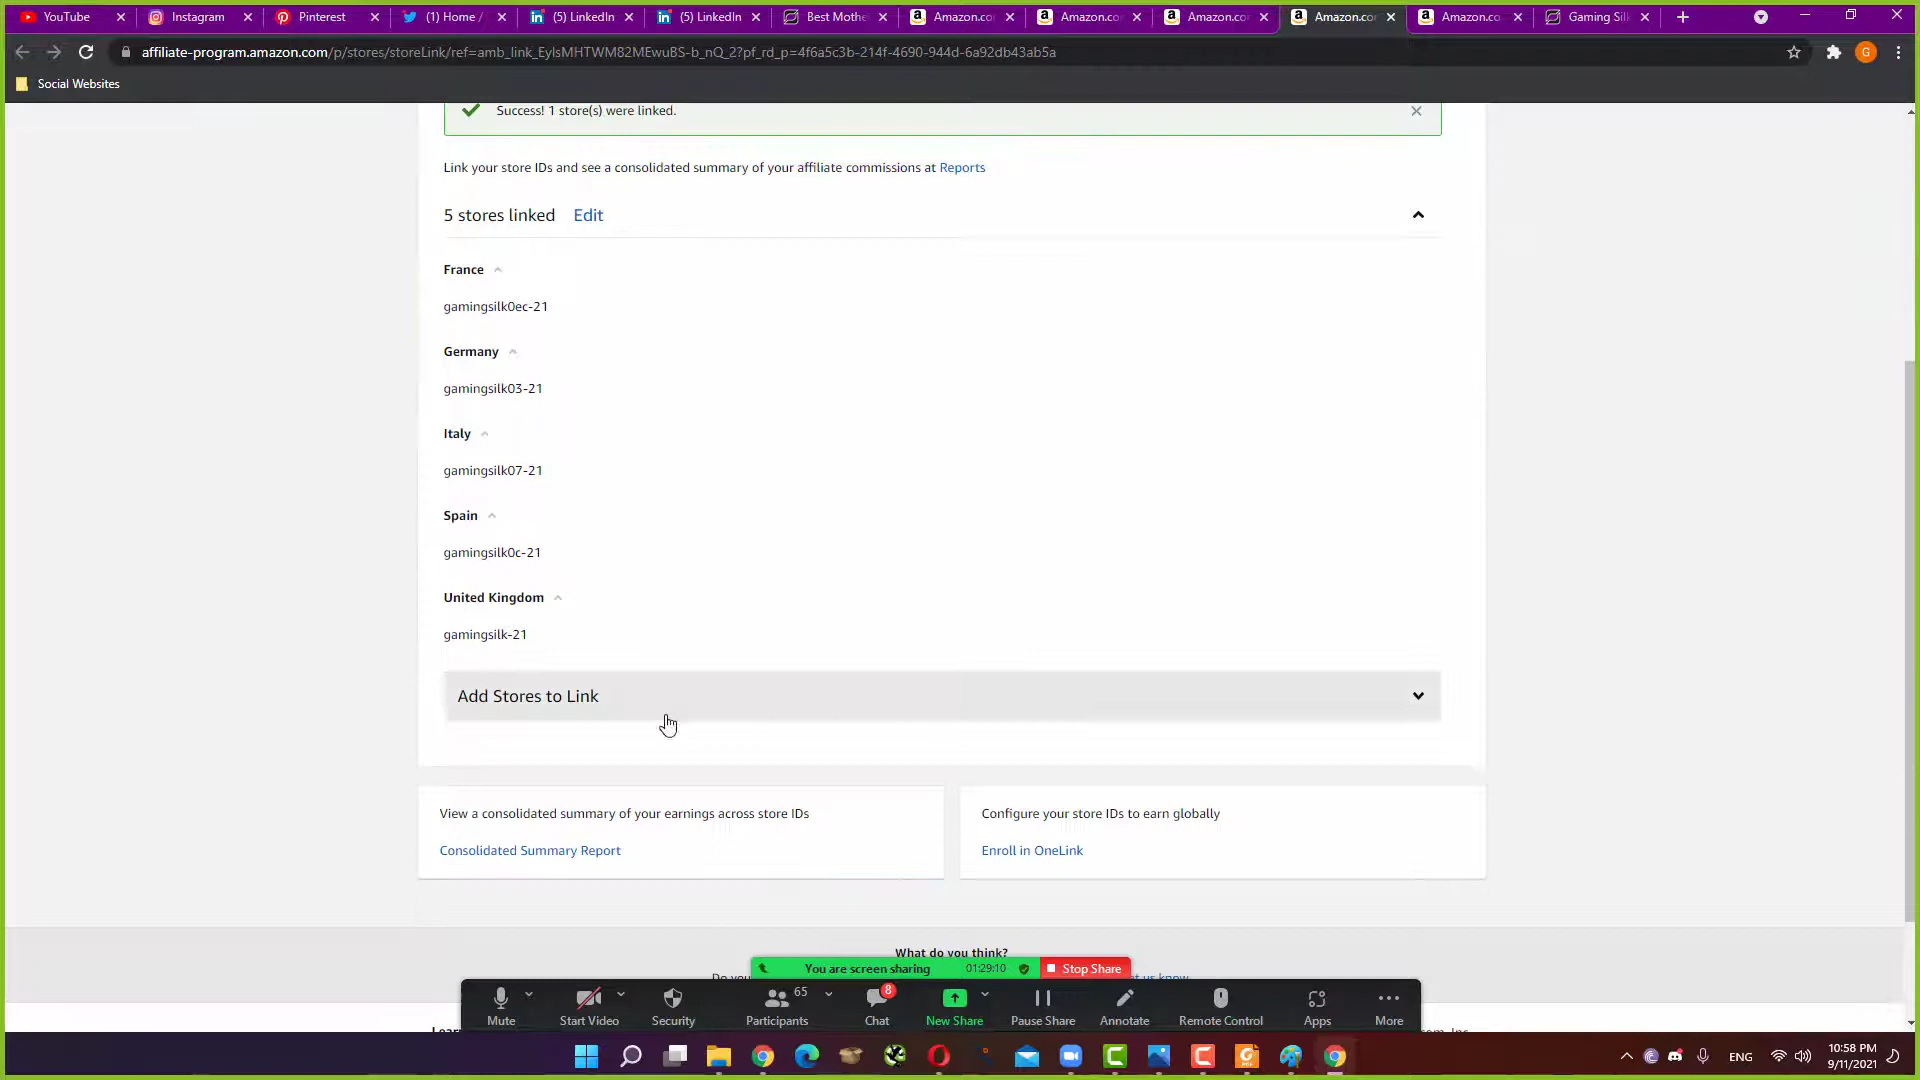 YouTube
Instagram
Pinterest
(1) Home /
(5) LinkedIn
(5) LinkedIn
Best Mothe
Amazon.co
Amazon.co
Amazon.co
Amazon.co
Amazon.co
Gaming Silk
affiliate-program.amazon.com/p/stores/storeLink/ref=amb_link_EylsMHTWM82MEwuBS-b_nQ_2?pf_rd_p=4f6a5c3b-214f-4690-944d-6a92db43ab5a
G
Social Websites
Success! 1 store(s) were linked.
Link your store IDs and see a consolidated summary of your affiliate commissions at Reports
5 stores linked Edit
France
gamingsilk0ec-21
Germany
gamingsilk03-21
Italy
gamingsilk07-21
Spain
gamingsilk0c-21
United Kingdom
gamingsilk-21
Add Stores to Link
View a consolidated summary of your earnings across store IDs
Consolidated Summary Report
Configure your store IDs to earn globally
Enroll in OneLink
What do you think?
You are screen sharing 01:29:10 Stop Share
Mute
Start Video
Security
65
Participants
8
Chat
New Share
Pause Share
Annotate
Remote Control
Apps
More
ENG
10:58 PM
9/11/2021